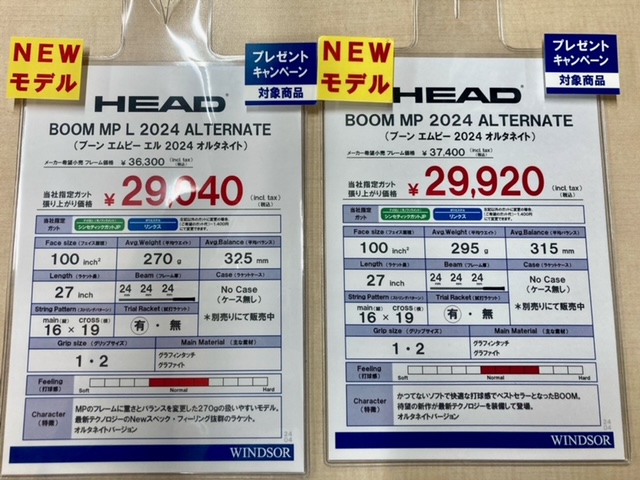 NEW
モデル
プレゼント
キャンペーン
対象商品
HEAD
BOOM MP L 2024 ALTERNATE
(ブーン エムピー エル 2024 オルタネイト)
メーカー希望小売 フレーム価格 ¥ 36.300 (incl.tax) (税込)
当社指定ガット
張り上がり価格
¥ 29,040 (incl tax) (税込)
当社指定
ガット
シンセティックガットJP
リンクス
Face size (フェイス面積)
Avg.Weight (平均ウエイト)
Avg.Balance (平均バランス)
100 inch²
270 g
325 mm
Length (ラケット長)
Beam (フレーム厚)
Case (ラケットケース)
27 inch
24 mm 24 mm 24 mm
No Case
(ケース無し)
*別売りにて販売中
String Pattern (ストリングパターン)
Trial Racket (試打ラケット)
main(縦) cross(横)
16 × 19
有・無
Grip size (グリップサイズ)
Main Material (主な素材)
1・2
グラフィンタッチ
グラファイト
Feeling
(打球感)
Soft Normal Hard
Character
(特徴)
MPのフレームに重さとバランスを変更した270gの扱いやすいモデル。
最新テクノロジーのNewスペック・フィーリング抜群のラケット。
オルタネイトバージョン
24
04
WINDSOR
NEW
モデル
プレゼント
キャンペーン
対象商品
HEAD
BOOM MP 2024 ALTERNATE
(ブーン エムピー 2024 オルタネイト)
メーカー希望小売 フレーム価格 ¥ 37.400 (incl.tax) (税込)
当社指定ガット
張り上がり価格
¥ 29,920 (incl tax) (税込)
当社指定
ガット
シンセティックガットJP
リンクス
Face size (フェイス面積)
Avg.Weight (平均ウエイト)
Avg.Balance (平均バランス)
100 inch²
295 g
315 mm
Length (ラケット長)
Beam (フレーム厚)
Case (ラケットケース)
27 inch
24 mm 24 mm 24 mm
No Case
(ケース無し)
*別売りにて販売中
String Pattern (ストリングパターン)
Trial Racket (試打ラケット)
main(縦) cross(横)
16 × 19
有・無
Grip size (グリップサイズ)
Main Material (主な素材)
1・2
グラフィンタッチ
グラファイト
Feeling
(打球感)
Soft Normal Hard
Character
(特徴)
かつてないソフトで快適な打球感でベストセラーとなったBOOM。
待望の新作が最新テクノロジーを装備して登場。
オルタネイトバージョン
24
04
WINDSOR